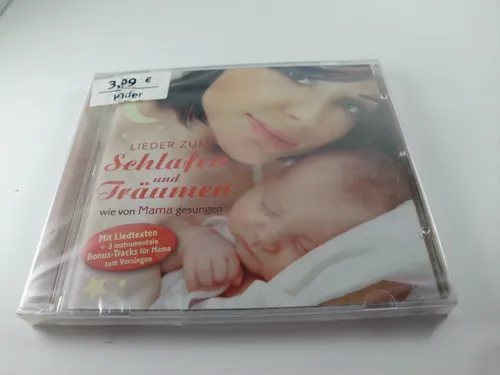 3,99 €
Kider
LIEDER ZUM
Schlafen
und
Träumen
wie von Mama gesungen
Mit Liedtexten
+ 3 instrumentale
Bonus-Tracks für Mama
zum Vorsingen